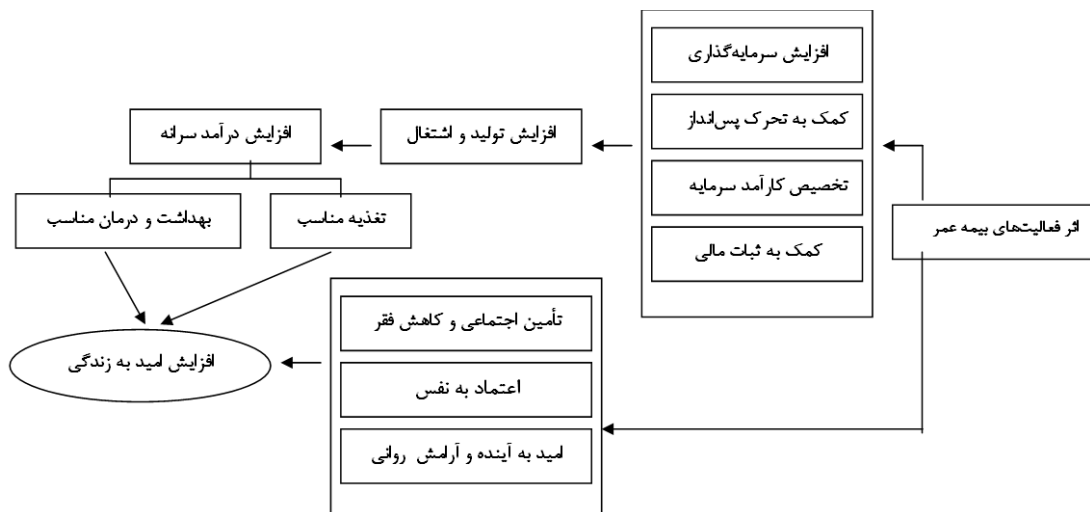 افزایش سرمایه‌گذاری
کمک به تحرک پس‌انداز
تخصیص کارآمد سرمایه
کمک به ثبات مالی
افزایش تولید و اشتغال
افزایش درآمد سرانه
اثر فعالیت‌های بیمه عمر
تغذیه مناسب
بهداشت و درمان مناسب
تأمین اجتماعی و کاهش فقر
اعتماد به نفس
امید به آینده و آرامش روانی
افزایش امید به زندگی